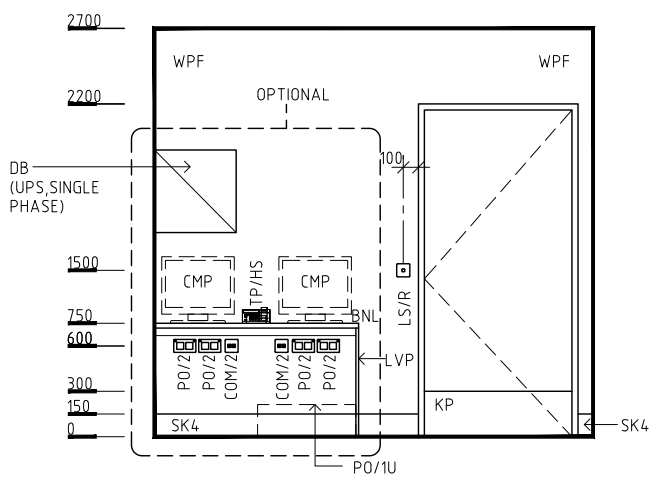 2700
WPF
WPF
2200
OPTIONAL
100
DB
(UPS,SINGLE
PHASE)
1500
CMP
TP/HS
CMP
LS/R
750
BNL
600
PO/2
PO/2
COM/2
COM/2
PO/2
PO/2
LVP
300
KP
150
SK4
SK4
0
PO/1U